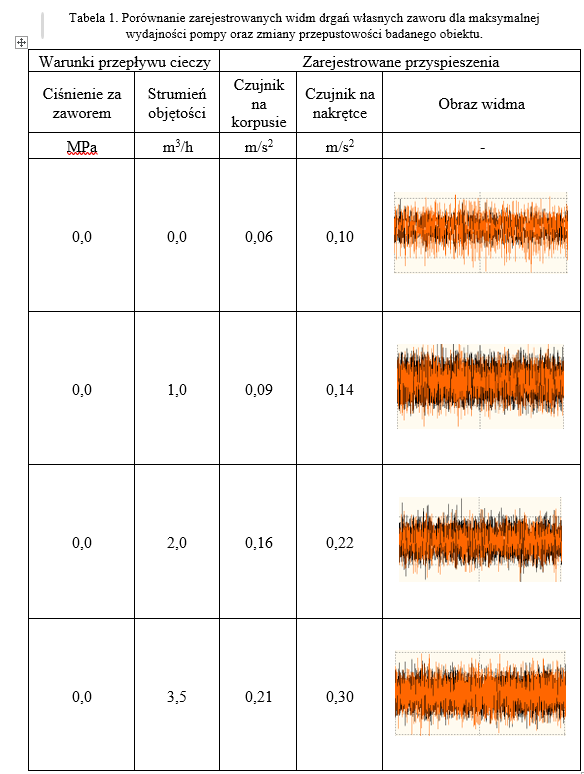 Tabela 1. Porównanie zarejestrowanych widm drgań własnych zaworu dla maksymalnej
wydajności pompy oraz zmiany przepustowości badanego obiektu.
Warunki przepływu cieczy Zarejestrowane przyspieszenia
Ciśnienie za zaworem Strumień objętości Czujnik na korpusie Czujnik na nakrętce Obraz widma
MPa m³/h m/s² m/s² -
0,0 0,0 0,06 0,10
0,0 1,0 0,09 0,14
0,0 2,0 0,16 0,22
0,0 3,5 0,21 0,30